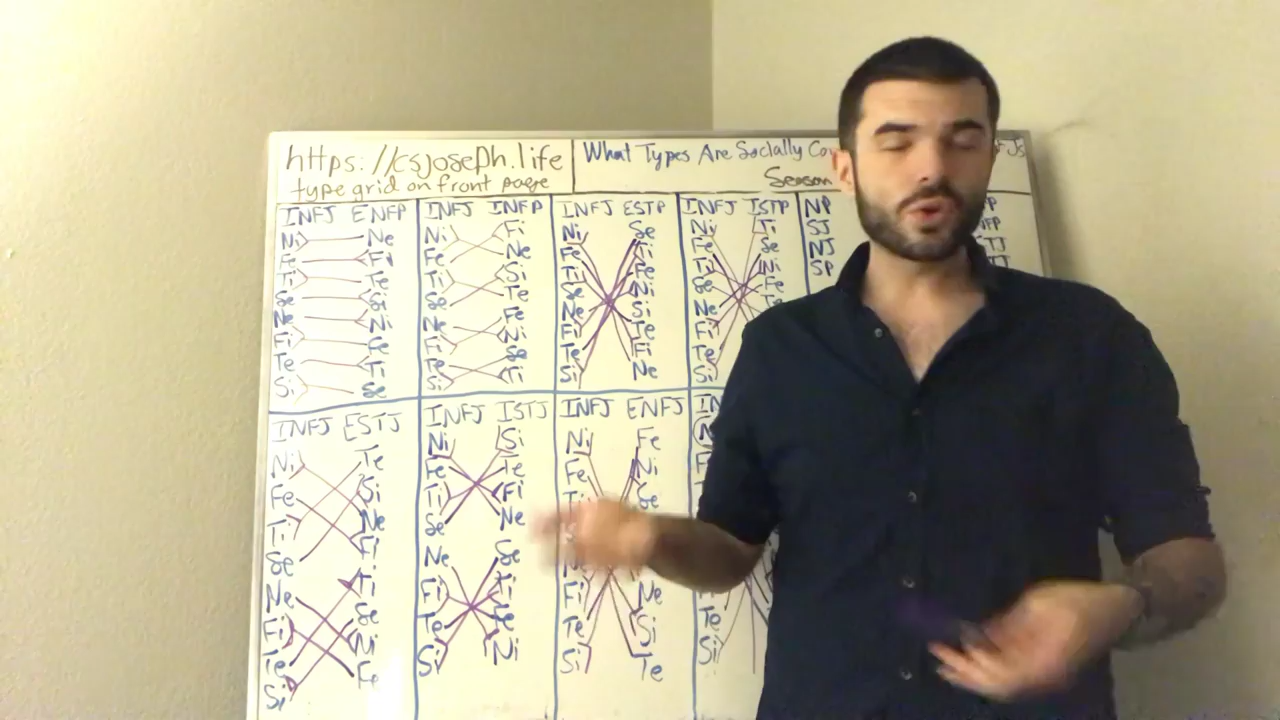 https://csjoseph.life
type grid on front page
What Types Are Socially
Season
INFJ ENFP
Ni Ne
Fe Fi
Ti Te
Se Si
Ne Ni
Fi Fe
Te Ti
Si Se
INFJ INFP
Ni Fi
Fe Ne
Ti Si
Se Te
Ne Fe
Fi Ni
Te Se
Si Ti
INFJ ESTP
Ni Se
Fe Ti
Ti Fe
Se Ni
Ne Si
Fi Te
Te Fi
Si Ne
INFJ ISTP
Ni Ti
Fe Se
Ti Ni
Se Fe
Ne Te
Fi
Te
Si
NP
SJ
NJ
SP
INFJ ESTJ
Ni Te
Fe Si
Ti Ne
Se Fi
Ne Ti
Fi Se
Te Ni
Si Fe
INFJ ISTJ
Ni Si
Fe Te
Ti Fi
Se Ne
Ne Se
Fi Ti
Te Fe
Si Ni
INFJ ENFJ
Ni Fe
Fe Ni
Se
Fi Ne
Te Si
Si Te
Te
Si